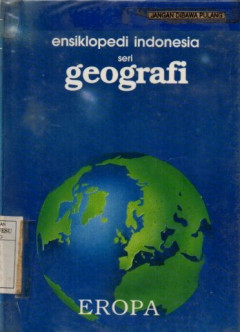 JANGAN DIBAWA PULANG
ensiklopedi indonesia
seri
geografi
EROPA